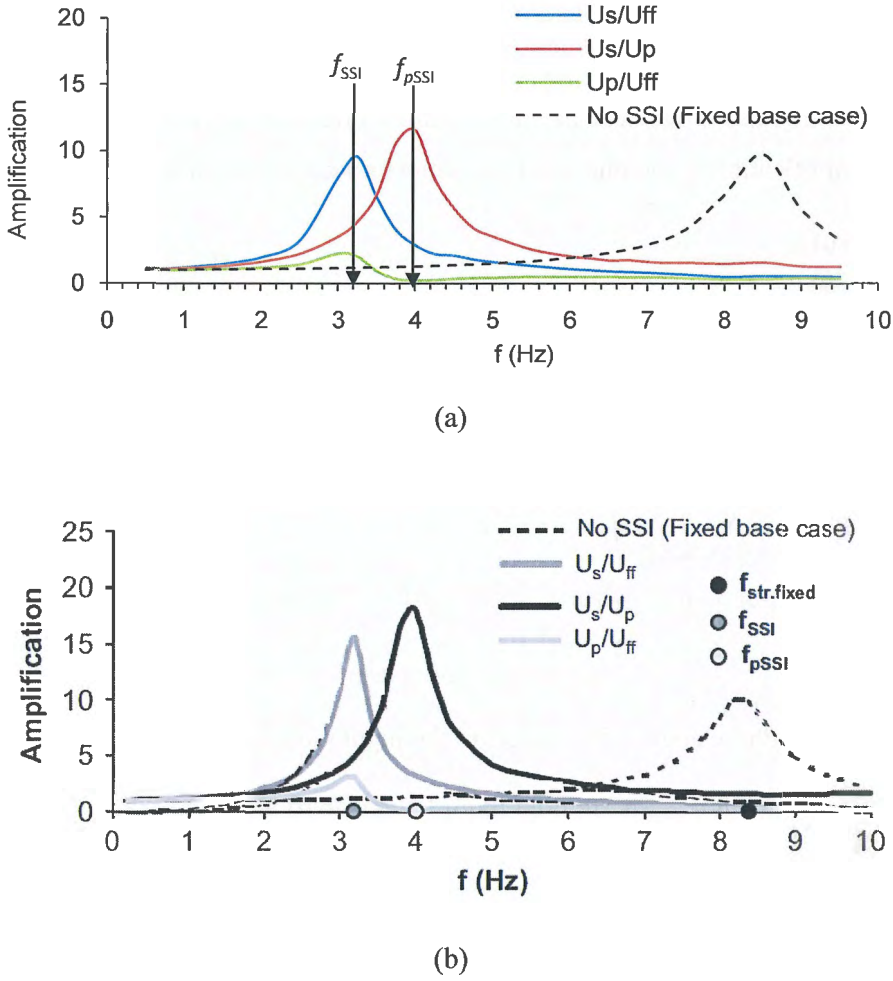 20
15
10
5
0
Amplification
Us/Uff
Us/Up
Up/Uff
No SSI (Fixed base case)
fSSI
fpSSI
0 1 2 3 4 5 6 7 8 9 10
f (Hz)
(a)
25
20
15
10
5
0
Amplification
No SSI (Fixed base case)
Us/Uff
Us/Up
Up/Uff
fstr.fixed
fSSI
fpSSI
0 1 2 3 4 5 6 7 8 9 10
f (Hz)
(b)